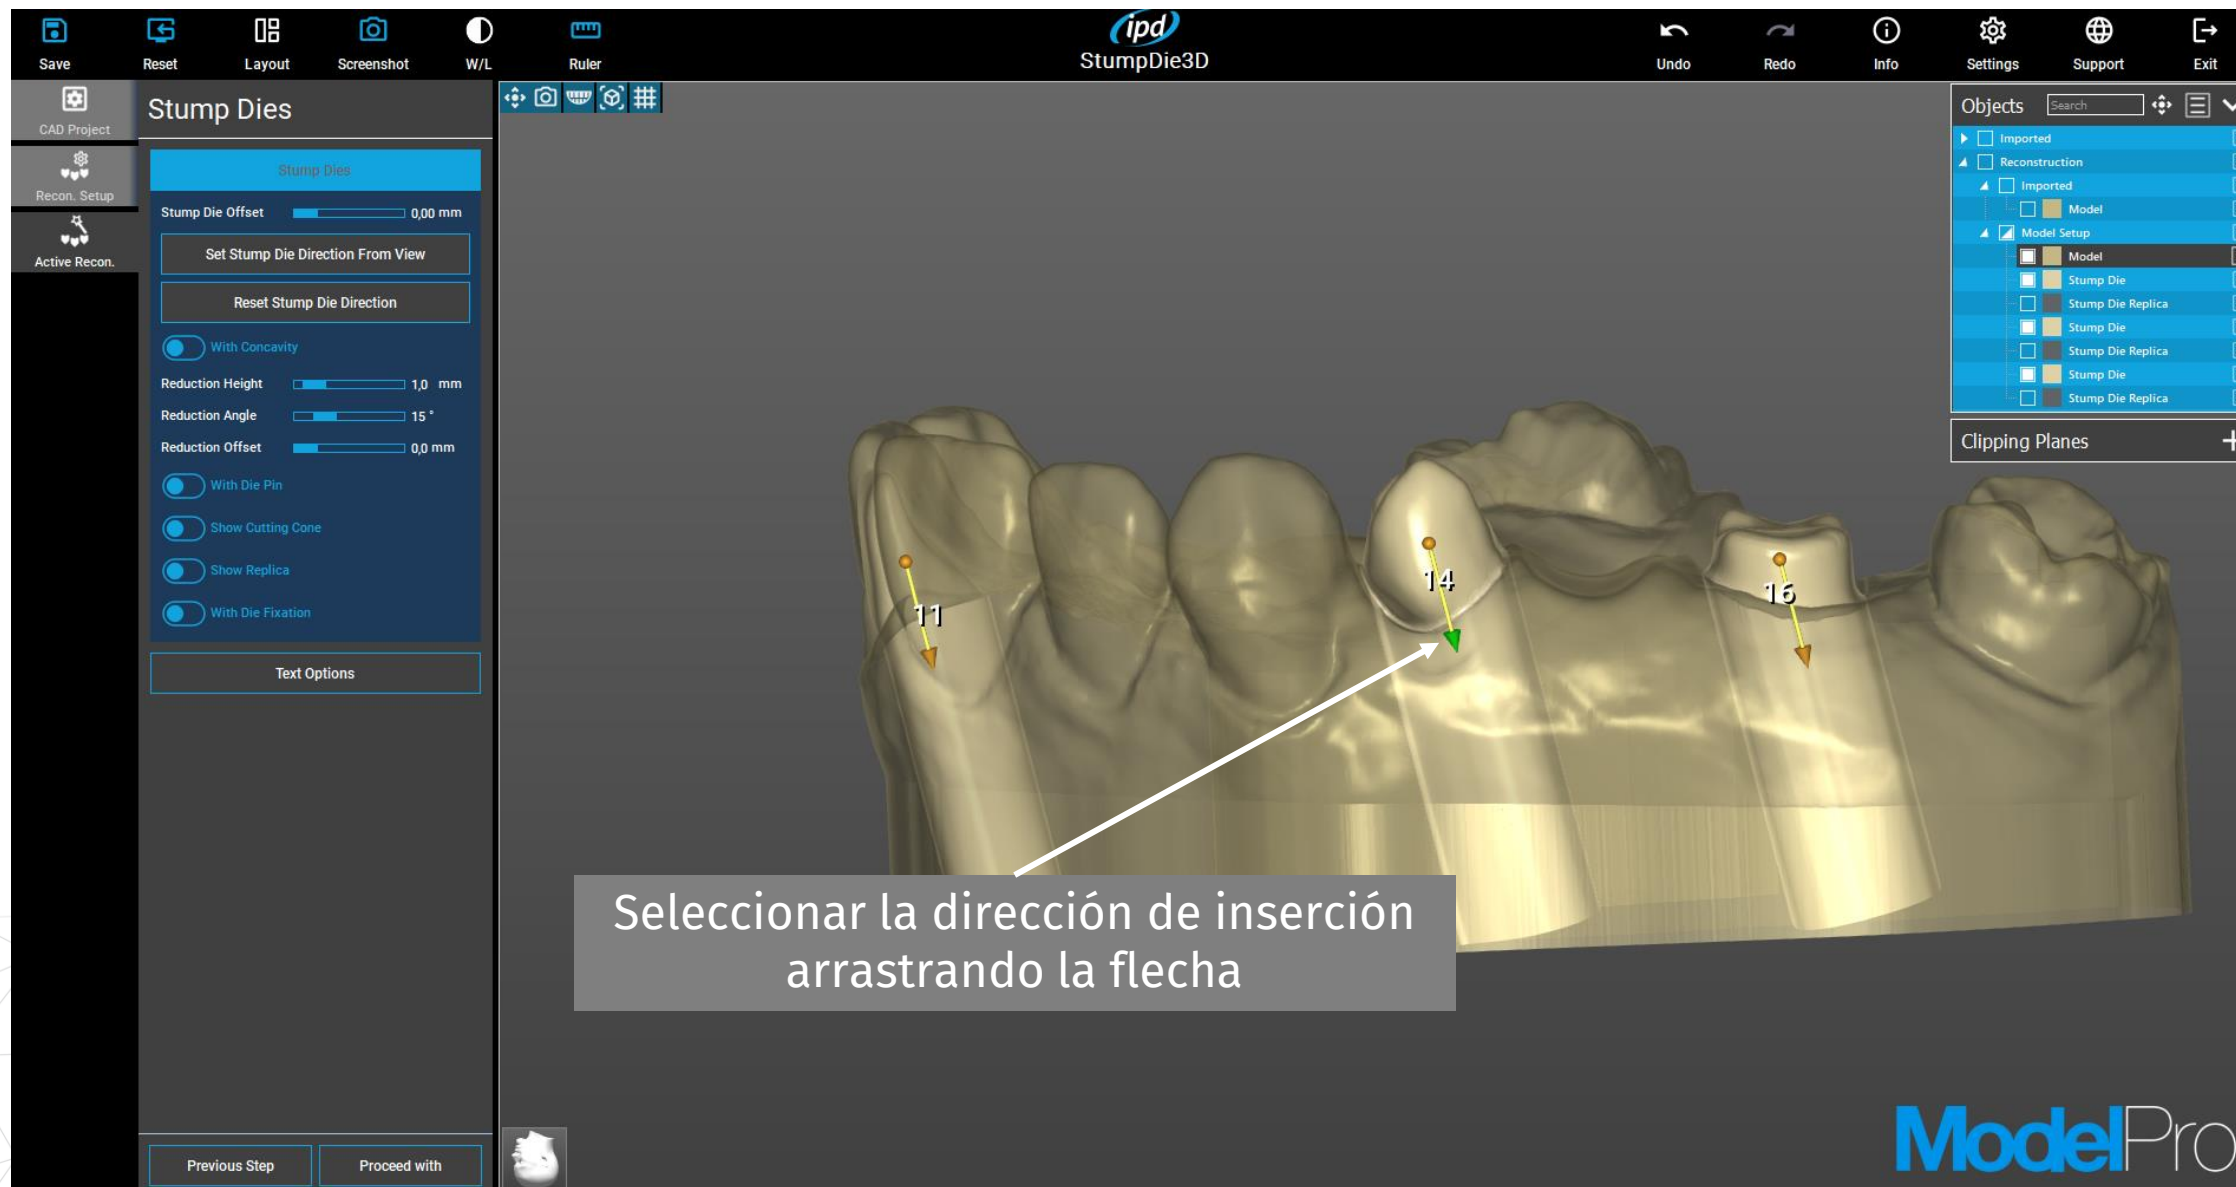 Save
Reset
Layout
Screenshot
W/L
Ruler
ipd
StumpDie3D
Undo
Redo
Info
Settings
Support
Exit
CAD Project
Recon. Setup
Active Recon.
Stump Dies
Stump Dies
Stump Die Offset 0,00 mm
Set Stump Die Direction From View
Reset Stump Die Direction
With Concavity
Reduction Height 1,0 mm
Reduction Angle 15 °
Reduction Offset 0,0 mm
With Die Pin
Show Cutting Cone
Show Replica
With Die Fixation
Text Options
Previous Step
Proceed with
Objects Search
Imported
Reconstruction
Imported
Model
Model Setup
Model
Stump Die
Stump Die Replica
Stump Die
Stump Die Replica
Stump Die
Stump Die Replica
Clipping Planes
11
14
16
Seleccionar la dirección de inserción
arrastrando la flecha
ModelPro